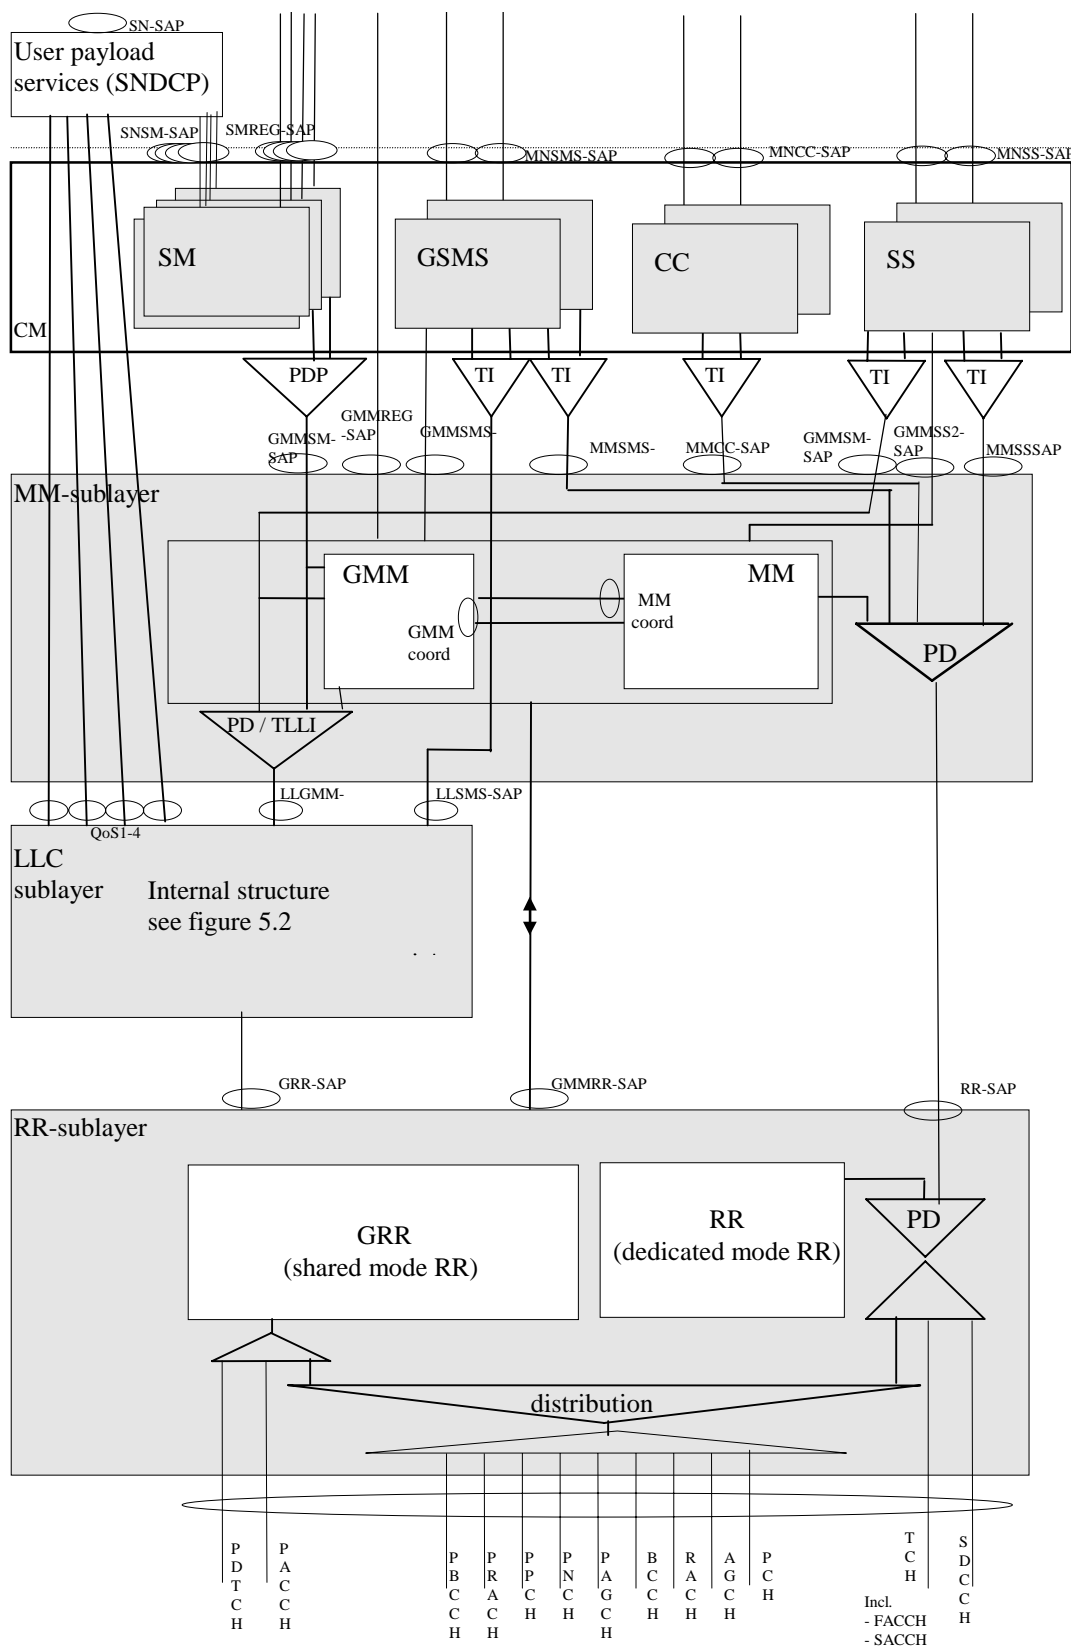 SN-SAP
User payload
services (SNDCP)
SNSM-SAP
SMREG-SAP
MNSMS-SAP
MNCC-SAP
MNSS-SAP
SM
GSMS
CC
SS
CM
PDP
TI
TI
TI
TI
TI
GMMSM-
SAP
GMMREG
-SAP
GMMSMS-
MMSMS-
MMCC-SAP
GMMSM-
SAP
GMMSS2-
SAP
MMSSSAP
MM-sublayer
GMM
MM
GMM
coord
MM
coord
PD
PD / TLLI
LLGMM-
LLSMS-SAP
QoS1-4
LLC
sublayer
Internal structure
see figure 5.2
GRR-SAP
GMMRR-SAP
RR-SAP
RR-sublayer
GRR
(shared mode RR)
RR
(dedicated mode RR)
PD
distribution
PDTCH
PACCH
PBCCH
PRACH
PPCH
PNCH
PAGCH
BCCH
RACH
AGCH
PCH
TCH
Incl.
- FACCH
- SACCH
SDCCH